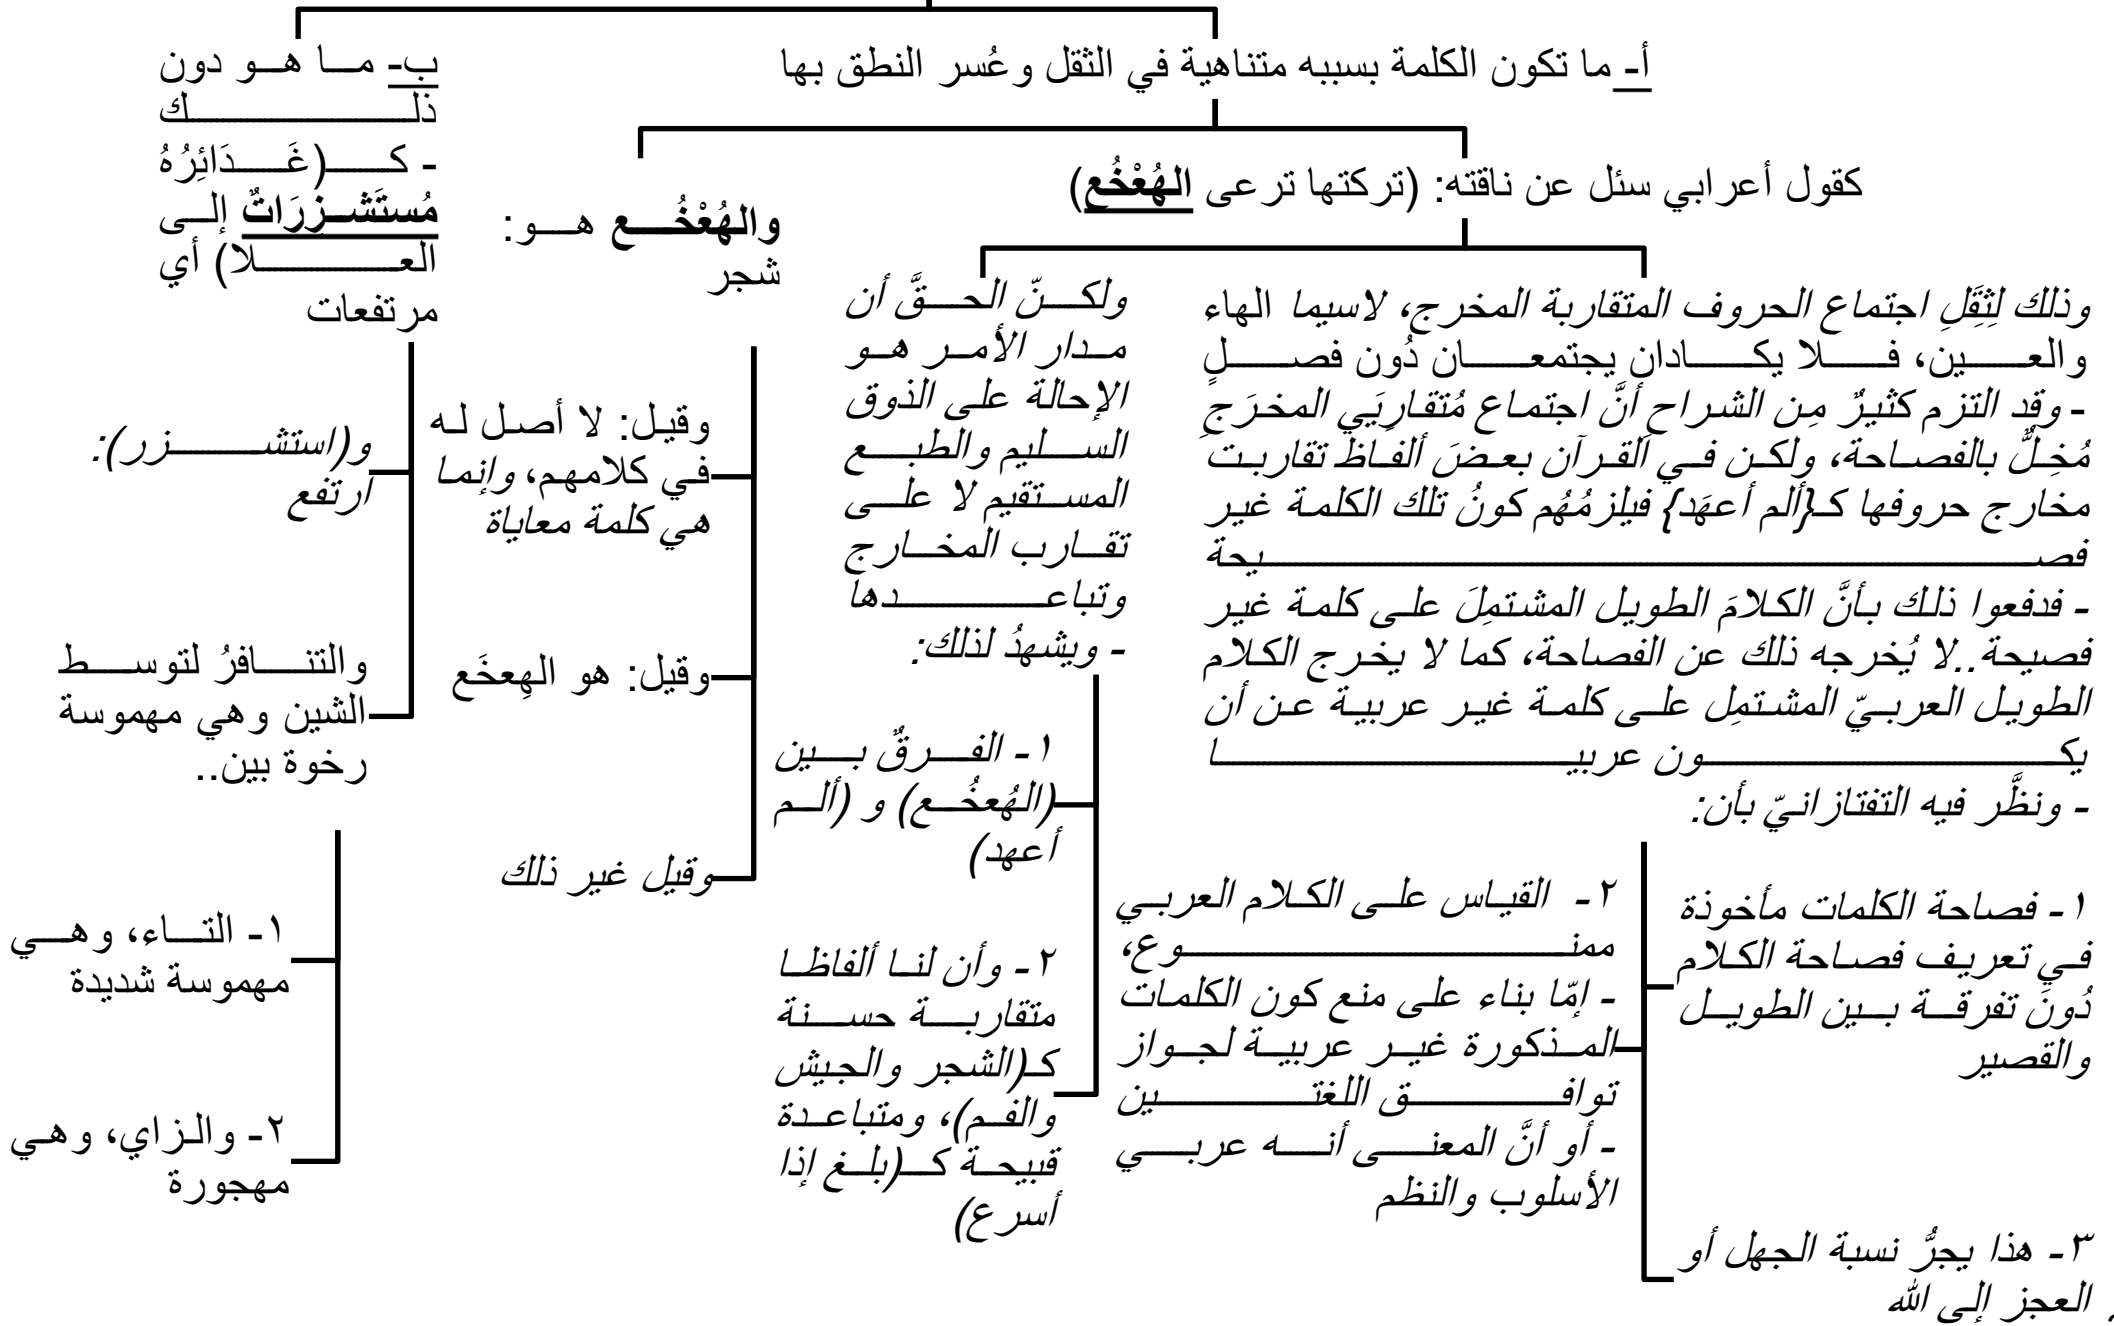 أ- ما تكون الكلمة بسببه متناهية في الثقل وعُسر النطق بها
كقول أعرابي سئل عن ناقته: (تركتها ترعى الهُعْخُع)
وذلك لِثِقَلِ اجتماع الحروف المتقاربة المخرج، لاسيما الهاء
والعين، فلا يكادان يجتمعان دُون فصلٍ
- وقد التزم كثيرٌ مِن الشراح أنَّ اجتماع مُتقارِبَي المخرَجِ
مُخِلٌّ بالفصاحة، ولكن في القرآن بعضَ ألفاظ تقاربت
مخارج حروفها كـ{ألم أعهَد} فيلزمُهُم كونُ تلك الكلمة غير
فصيحة
- فدفعوا ذلك بأنَّ الكلامَ الطويل المشتمِلَ على كلمة غير
فصيحة..لا يُخرجه ذلك عن الفصاحة، كما لا يخرج الكلام
الطويل العربيّ المشتمِل على كلمة غير عربية عن أن
يكون عربيا
- ونظَّر فيه التفتازانيّ بأن:
١- فصاحة الكلمات مأخوذة
في تعريف فصاحة الكلام
دُونَ تفرقة بين الطويل
والقصير
٢- القياس على الكلام العربي
ممنوع،
- إمّا بناء على منع كون الكلمات
المذكورة غير عربية لجواز
توافق اللغتين
- أو أنَّ المعنى أنه عربي
الأسلوب والنظم
٣- هذا يجرُّ نسبة الجهل أو
العجز إلى الله
ولكنّ الحقَّ أن
مدار الأمر هو
الإحالة على الذوق
السليم والطبع
المستقيم لا على
تقارب المخارج
وتباعدها
- ويشهدُ لذلك:
١- الفرقُ بين
(الهُعخُع) و (ألم
أعهد)
٢- وأن لنا ألفاظا
متقاربة حسنة
كـ(الشجر والجيش
والفم)، ومتباعدة
قبيحة كـ(بلغ إذا
أسرع)
والهُعْخُع هو:
شجر
وقيل: لا أصل له
في كلامهم، وإنما
هي كلمة معاياة
وقيل: هو الهِعخَع
وقيل غير ذلك
ب- ما هو دون
ذلك
- كـ(غَدَائِرُهُ
مُستَشزِرَاتٌ إلى
العلا) أي
مرتفعات
و(استشزر):
ارتفع
والتنافرُ لتوسط
الشين وهي مهموسة
رخوة بين..
١- التاء، وهي
مهموسة شديدة
٢- والزاي، وهي
مهجورة